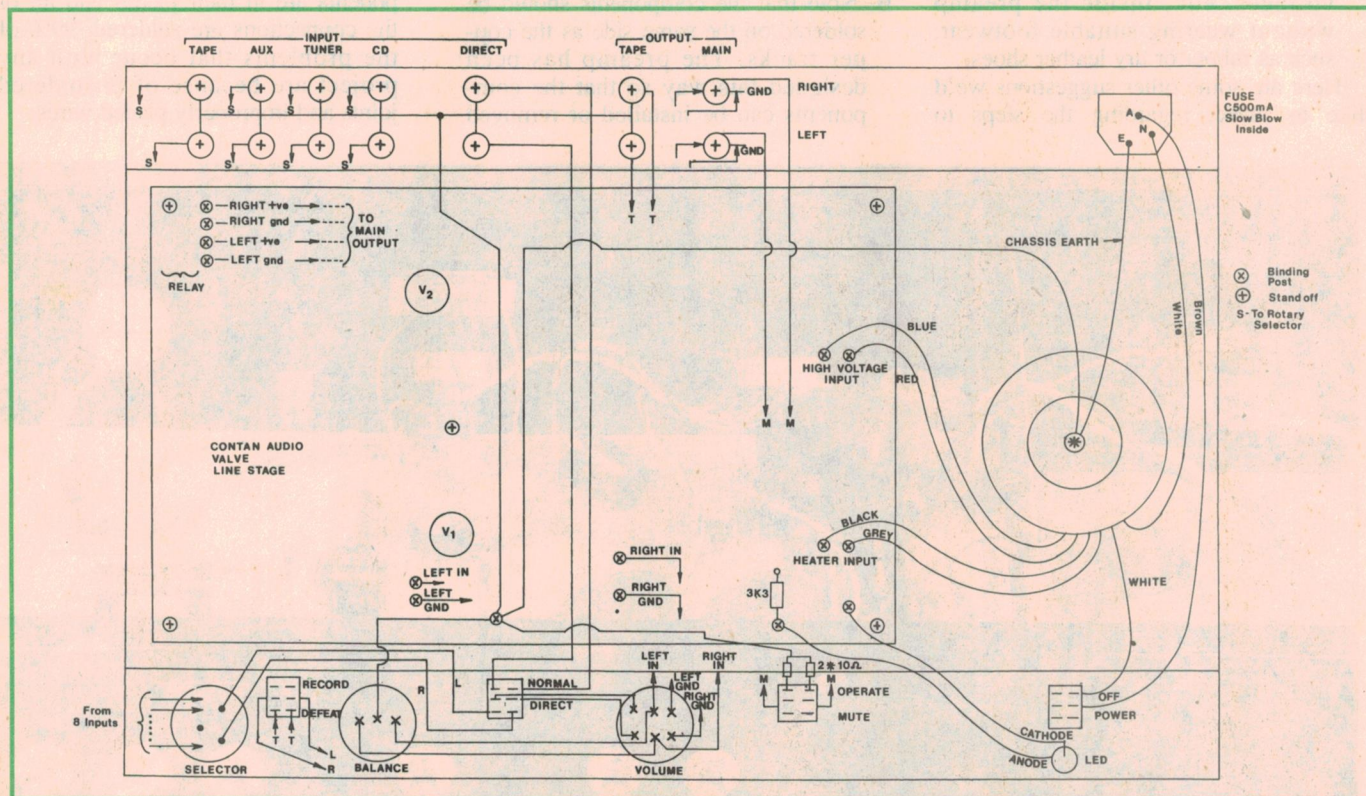 INPUT
TAPE AUX TUNER CD DIRECT
OUTPUT
TAPE MAIN
GND RIGHT
LEFT
GND
S S S S
S S S S
T T
FUSE
C500mA
Slow Blow
Inside
A
N
E
RIGHT +ve
RIGHT gnd
LEFT +ve
LEFT gnd
TO
MAIN
OUTPUT
RELAY
V2
CHASSIS EARTH
White
Brown
Binding
Post
Stand off
S - To Rotary
Selector
BLUE
HIGH VOLTAGE
INPUT
RED
M M
CONTAN AUDIO
VALVE
LINE STAGE
V1
LEFT IN
LEFT
GND
RIGHT IN
RIGHT
GND
BLACK
GREY
HEATER INPUT
3K3
WHITE
From
8 Inputs
SELECTOR
RECORD
DEFEAT
T T
L
R
BALANCE
R
L
NORMAL
DIRECT
LEFT
IN
RIGHT
IN
LEFT
GND
RIGHT
GND
VOLUME
2*10Ω
M M
OPERATE
MUTE
OFF
POWER
CATHODE
ANODE
LED